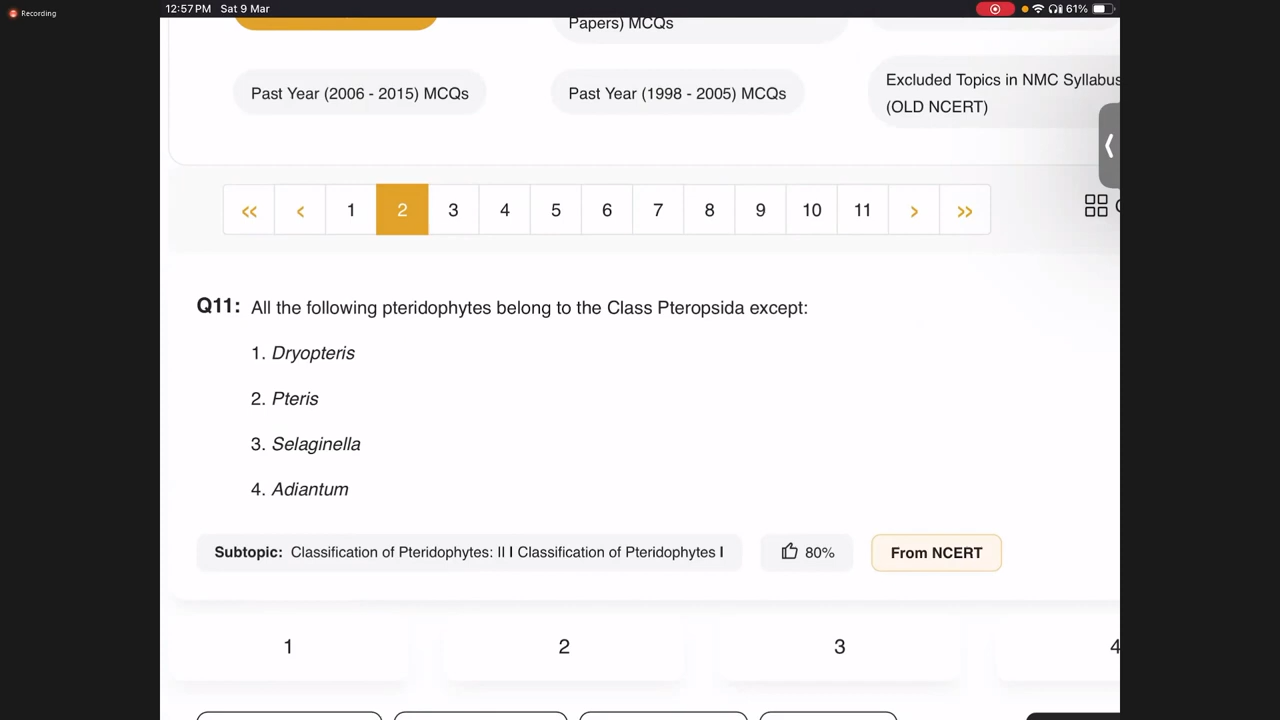 Recording
12:57 PM Sat 9 Mar
61%
Papers) MCQs
Past Year (2006 - 2015) MCQs
Past Year (1998 - 2005) MCQs
Excluded Topics in NMC Syllabus
(OLD NCERT)
« ‹ 1 2 3 4 5 6 7 8 9 10 11 › »
Q11: All the following pteridophytes belong to the Class Pteropsida except:
1. Dryopteris
2. Pteris
3. Selaginella
4. Adiantum
Subtopic: Classification of Pteridophytes: II I Classification of Pteridophytes I
80%
From NCERT
1 2 3 4